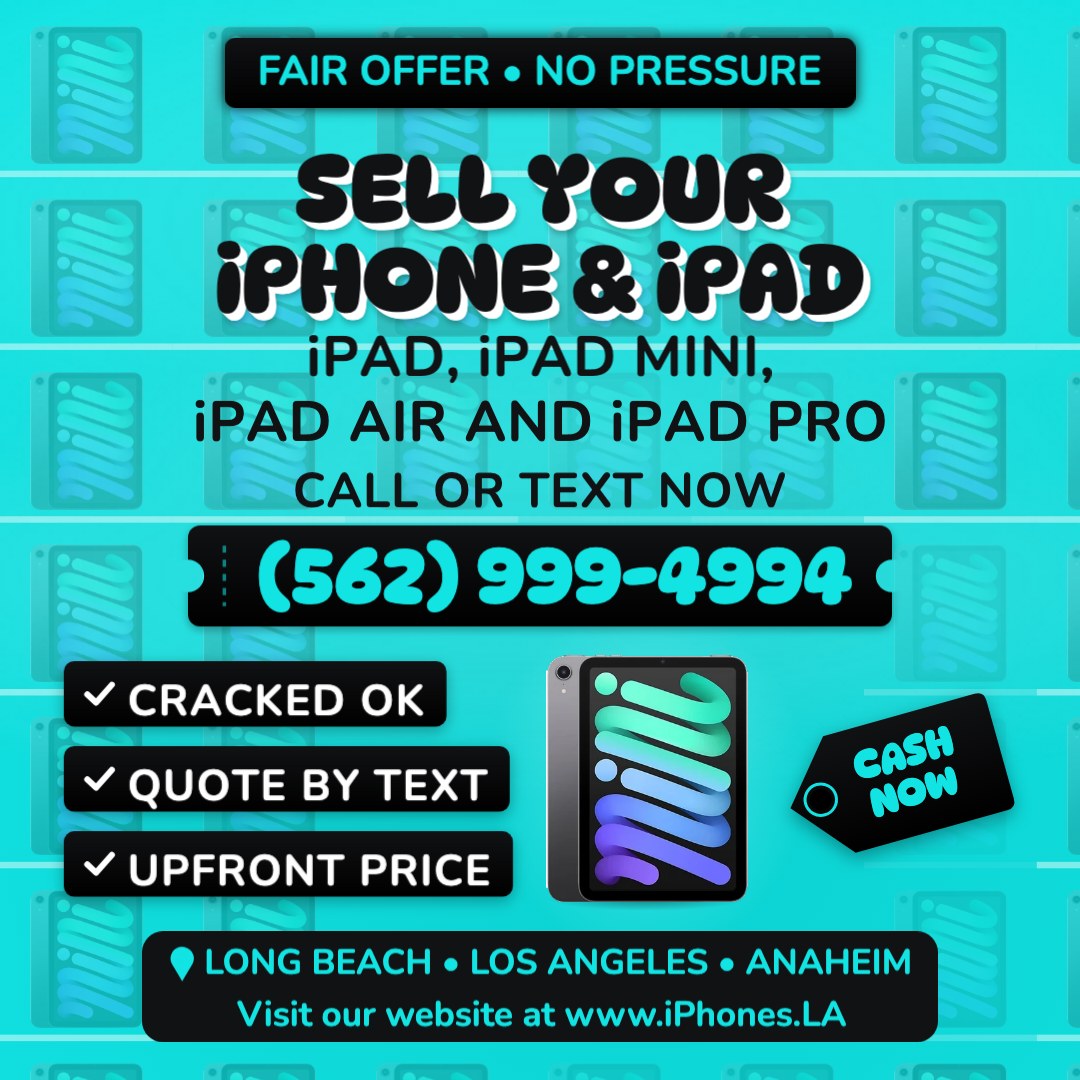 FAIR OFFER • NO PRESSURE
SELL YOUR
iPHONE & iPAD
iPAD, iPAD MINI,
iPAD AIR AND iPAD PRO
CALL OR TEXT NOW
(562) 999-4994
✓ CRACKED OK
✓ QUOTE BY TEXT
✓ UPFRONT PRICE
CASH
NOW
LONG BEACH • LOS ANGELES • ANAHEIM
Visit our website at www.iPhones.LA